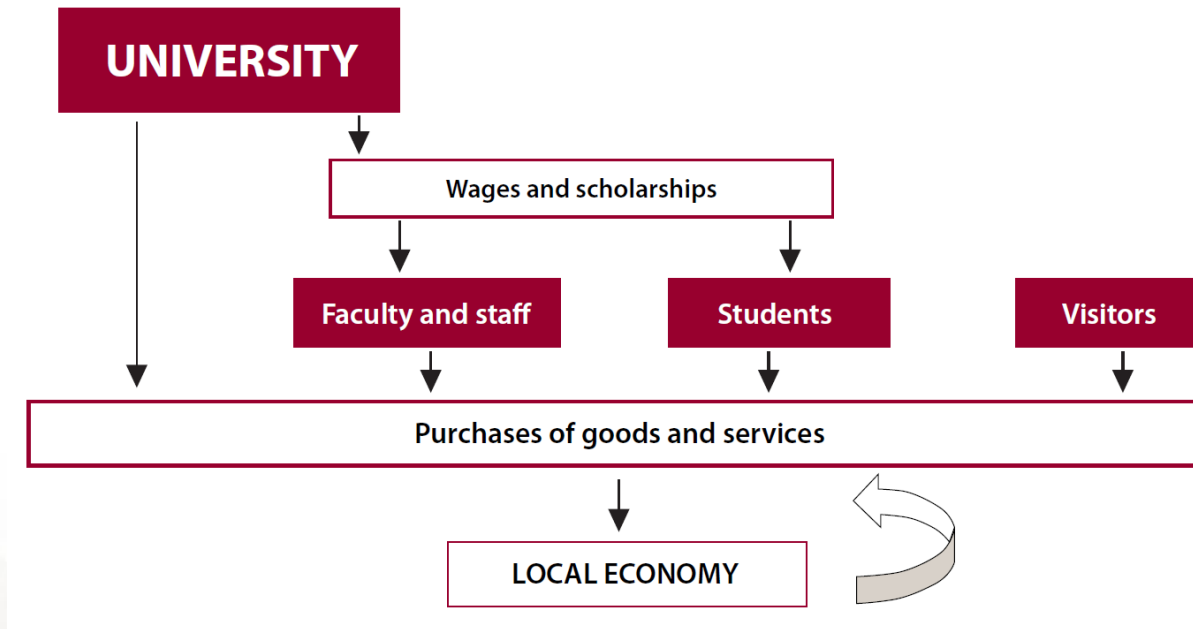 UNIVERSITY
Wages and scholarships
Faculty and staff
Students
Visitors
Purchases of goods and services
LOCAL ECONOMY